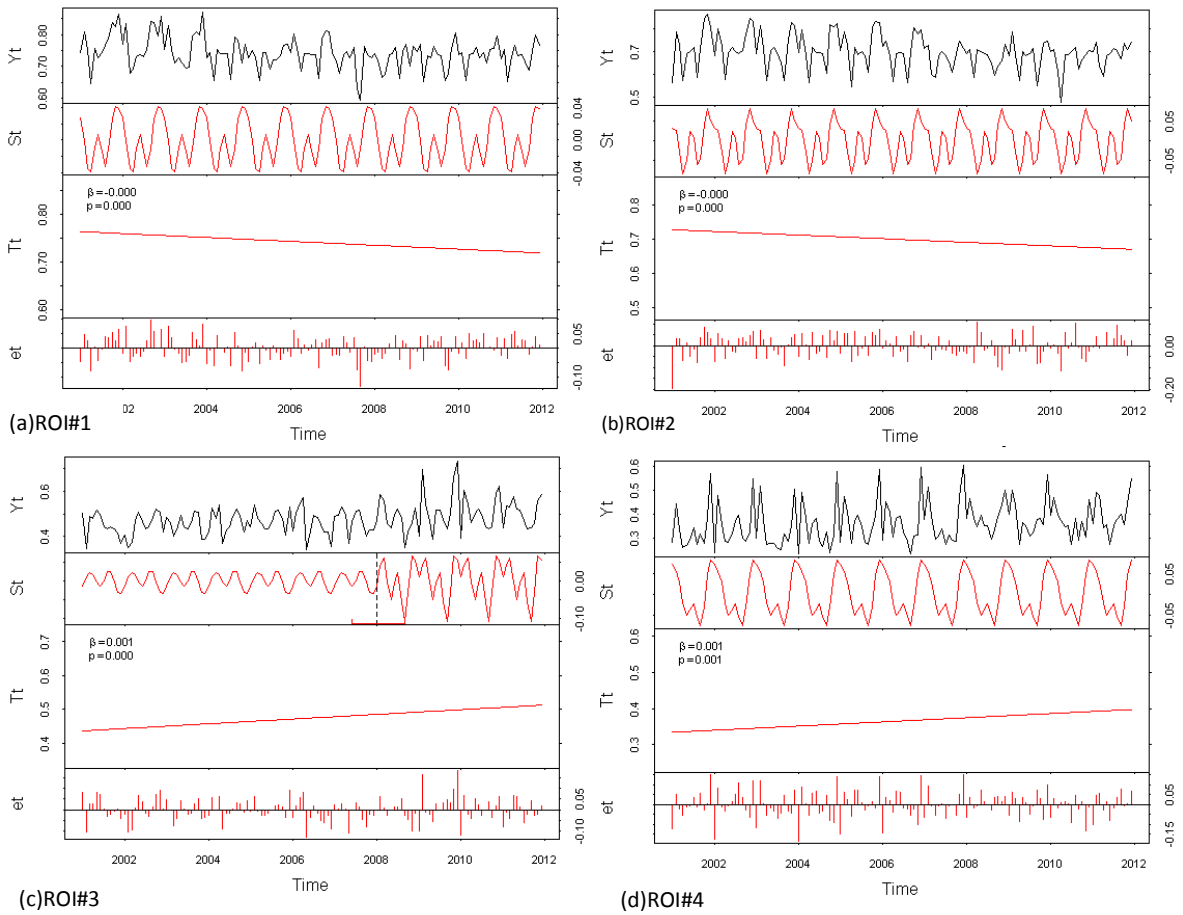 Yt
0.80
0.70
0.60
St
0.04
0.00
-0.04
β=-0.000
p=0.000
Tt
0.80
0.70
0.60
et
0.05
-0.10
02 2004 2006 2008 2010 2012
(a)ROI#1
Time
Yt
0.7
0.5
St
0.05
-0.05
β=-0.000
p=0.000
Tt
0.8
0.7
0.6
0.5
et
0.00
-0.20
2002 2004 2006 2008 2010 2012
(b)ROI#2
Time
Yt
0.6
0.4
St
0.00
-0.10
β=0.001
p=0.000
Tt
0.7
0.6
0.5
0.4
et
0.05
-0.10
2002 2004 2006 2008 2010 2012
Time
(c)ROI#3
Yt
0.6
0.5
0.4
0.3
St
0.05
-0.05
β=0.001
p=0.001
Tt
0.6
0.5
0.4
0.3
et
0.05
-0.15
2002 2004 2006 2008 2010 2012
Time
(d)ROI#4